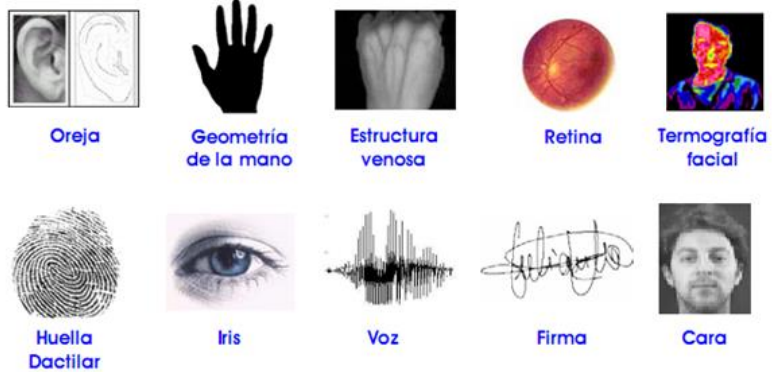 Oreja
Geometría
de la mano
Estructura
venosa
Retina
Termografía
facial
Huella
Dactilar
Iris
Voz
Firma
Cara